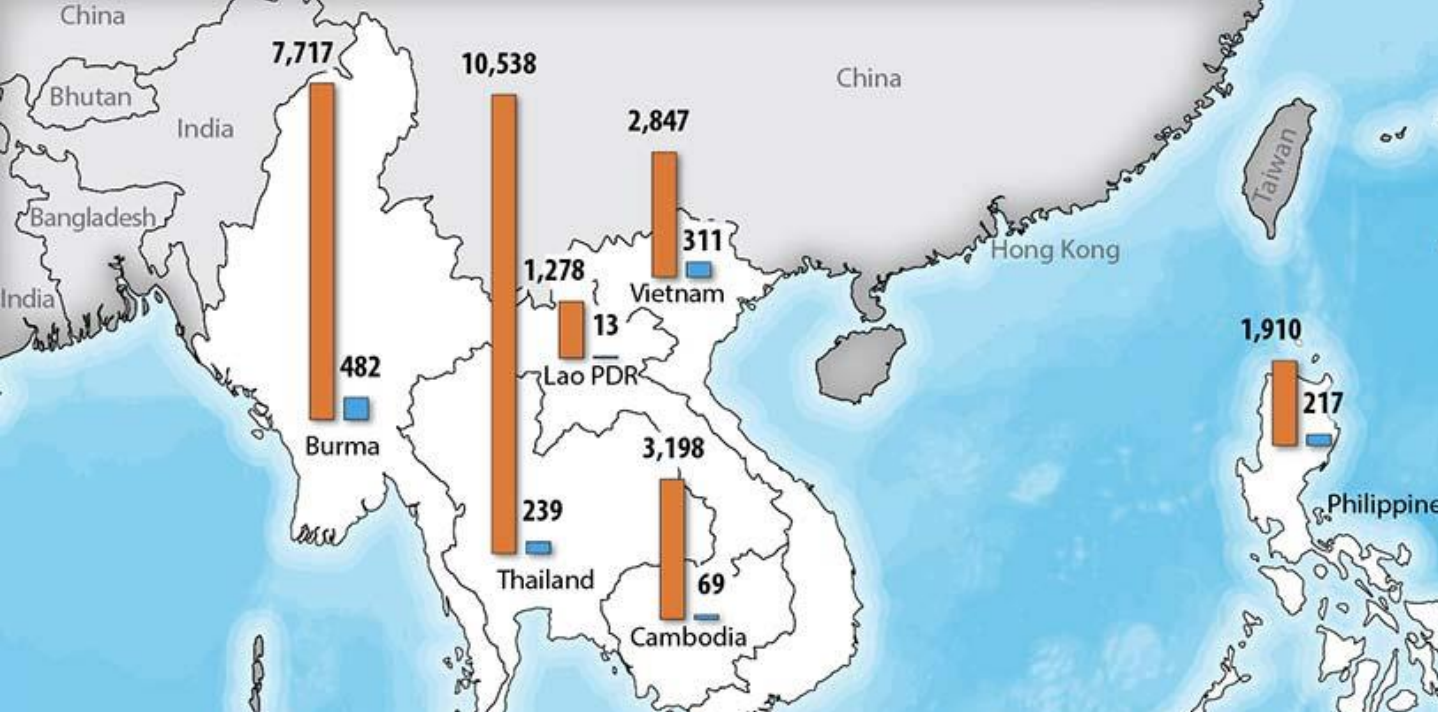 China
7,717
10,538
China
Bhutan
India
2,847
Taiwan
Bangladesh
311
Hong Kong
1,278
India
Vietnam
13
1,910
482
Lao PDR
217
Burma
3,198
Philippine
239
Thailand
69
Cambodia